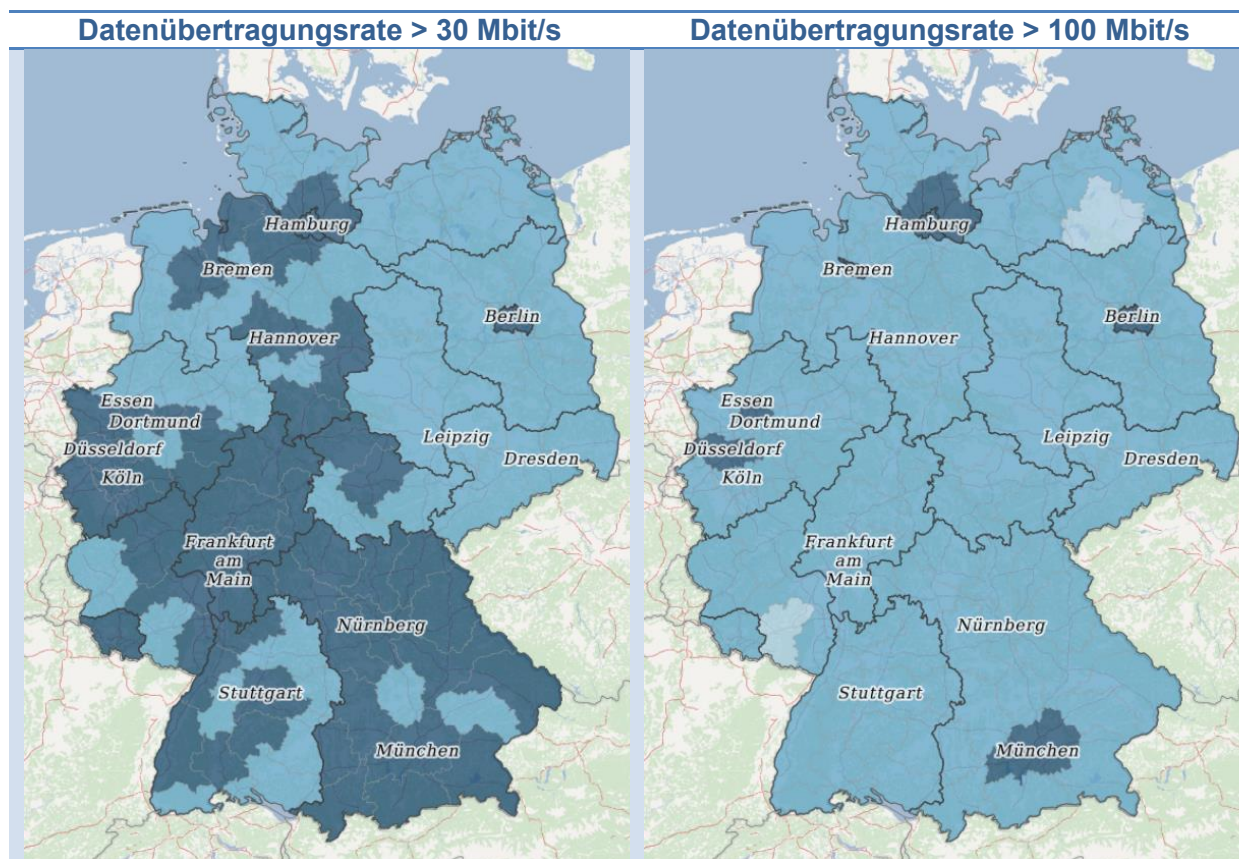 Datenübertragungsrate > 30 Mbit/s
Datenübertragungsrate > 100 Mbit/s
Hamburg
Bremen
Berlin
Hannover
Essen
Dortmund
Düsseldorf
Leipzig
Köln
Dresden
Frankfurt
am
Main
Nürnberg
Stuttgart
München
Hamburg
Bremen
Berlin
Hannover
Essen
Dortmund
Düsseldorf
Leipzig
Köln
Dresden
Frankfurt
am
Main
Nürnberg
Stuttgart
München